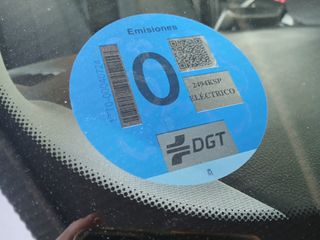 Emisiones
0
2494KSP
ELÉCTRICO
DGT